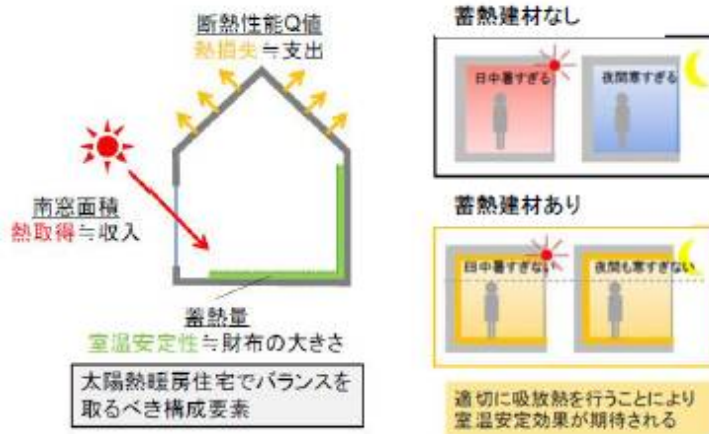 断熱性能Q値
熱損失≒支出
南窓面積
熱取得≒収入
蓄熱量
室温安定性≒財布の大きさ
太陽熱暖房住宅でバランスを
取るべき構成要素
蓄熱建材なし
日中暑すぎる
夜間寒すぎる
蓄熱建材あり
日中暑すぎない
夜間も寒すぎない
適切に吸放熱を行うことにより
室温安定効果が期待される